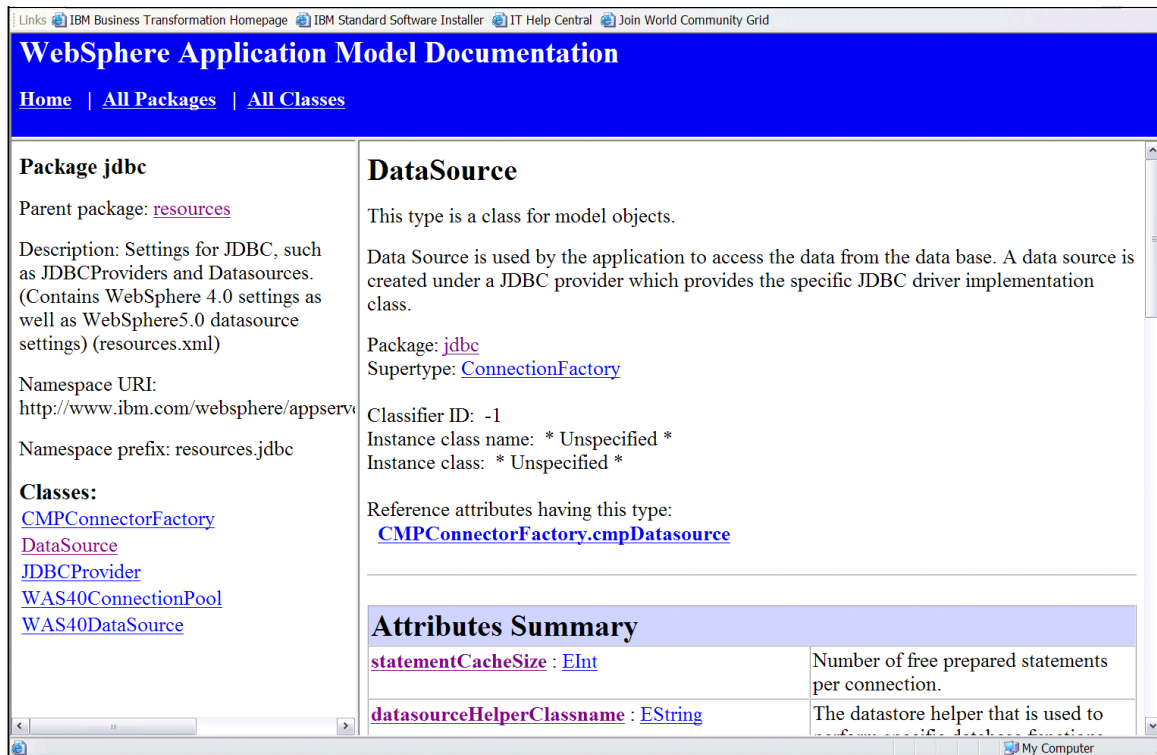 Links IBM Business Transformation Homepage IBM Standard Software Installer IT Help Central Join World Community Grid
WebSphere Application Model Documentation
Home | All Packages | All Classes
Package jdbc
Parent package: resources
Description: Settings for JDBC, such
as JDBCProviders and Datasources.
(Contains WebSphere 4.0 settings as
well as WebSphere5.0 datasource
settings) (resources.xml)
Namespace URI:
http://www.ibm.com/websphere/appserve
Namespace prefix: resources.jdbc
Classes:
CMPConnectorFactory
DataSource
JDBCProvider
WAS40ConnectionPool
WAS40DataSource
DataSource
This type is a class for model objects.
Data Source is used by the application to access the data from the data base. A data source is
created under a JDBC provider which provides the specific JDBC driver implementation
class.
Package: jdbc
Supertype: ConnectionFactory
Classifier ID: -1
Instance class name: * Unspecified *
Instance class: * Unspecified *
Reference attributes having this type:
CMPConnectorFactory.cmpDatasource
Attributes Summary
statementCacheSize : EInt
Number of free prepared statements
per connection.
datasourceHelperClassname : EString
The datastore helper that is used to
perform specific database functions
My Computer